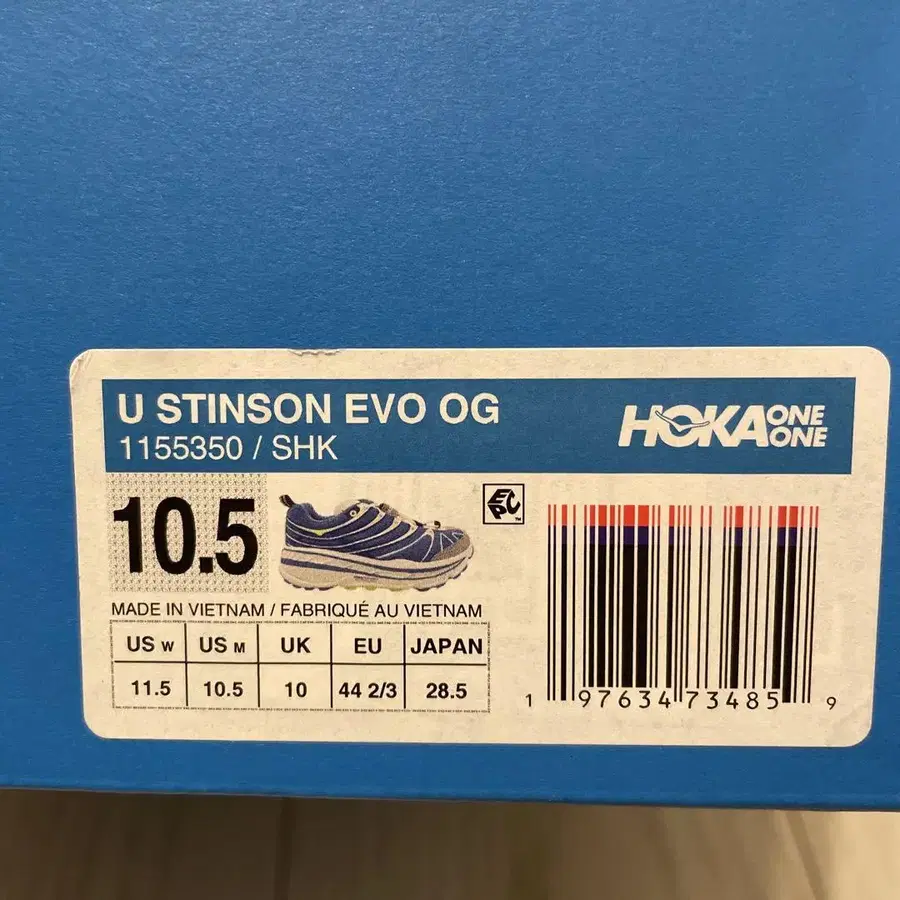 U STINSON EVO OG
1155350 / SHK
HOKA ONE ONE
10.5
EPC™
MADE IN VIETNAM / FABRIQUÉ AU VIETNAM
US W US M UK EU JAPAN
11.5 10.5 10 44 2/3 28.5
1 97634 73485 9